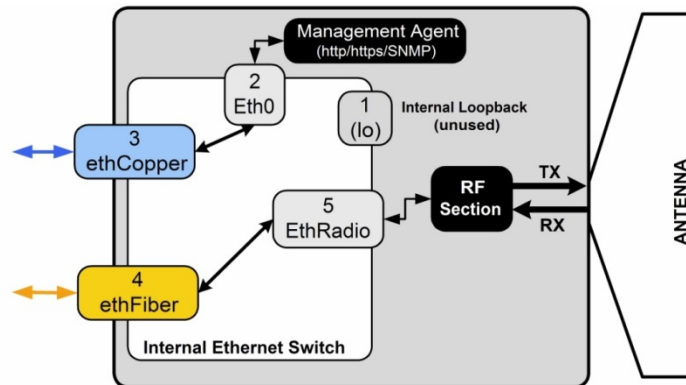 Management Agent
(http/https/SNMP)
2
Eth0
1
(lo)
Internal Loopback
(unused)
3
ethCopper
5
EthRadio
RF
Section
TX
RX
ANTENNA
4
ethFiber
Internal Ethernet Switch